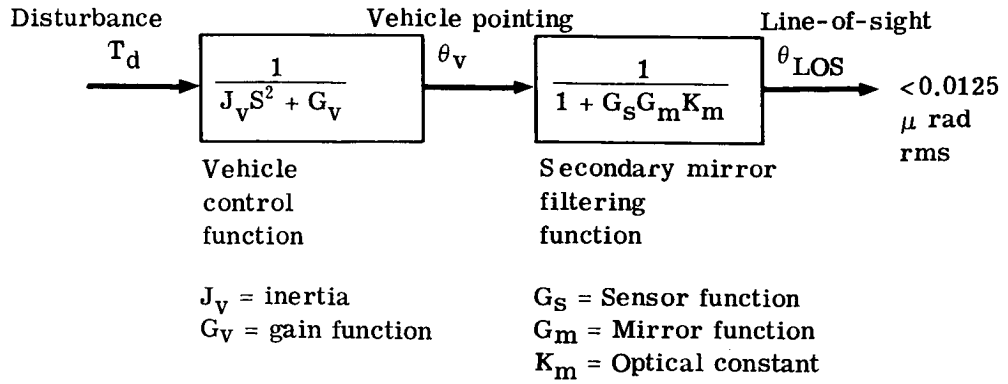 Disturbance
Vehicle pointing
Line-of-sight
T_d
θ_v
θ_LOS
1
J_vS² + G_v
1
1 + G_sG_mK_m
<0.0125
μ rad
rms
Vehicle
control
function
Secondary mirror
filtering
function
J_v = inertia
G_v = gain function
G_s = Sensor function
G_m = Mirror function
K_m = Optical constant